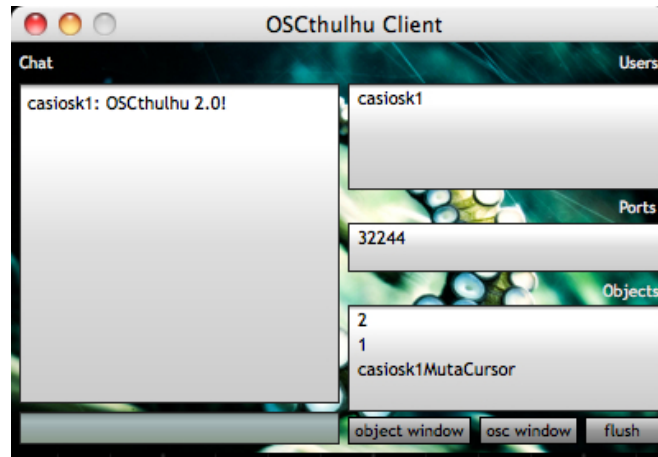 OSCthulhu Client
Chat
casiosk1: OSCthulhu 2.0!
Users
casiosk1
Ports
32244
Objects
2
1
casiosk1MutaCursor
object window
osc window
flush